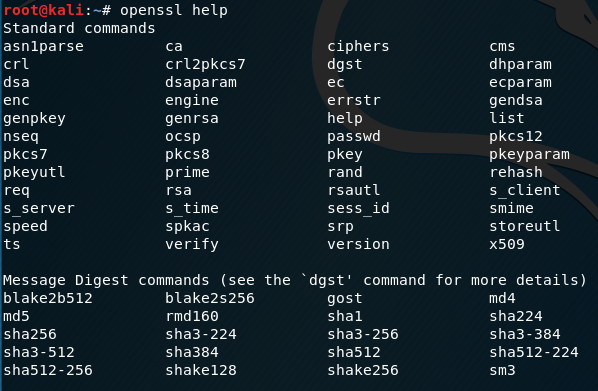 root@kali:~# openssl help
Standard commands
asn1parse ca ciphers cms
crl crl2pkcs7 dgst dhparam
dsa dsaparam ec ecparam
enc engine errstr gendsa
genpkey genrsa help list
nseq ocsp passwd pkcs12
pkcs7 pkcs8 pkey pkeyparam
pkeyutl prime rand rehash
req rsa rsautl s_client
s_server s_time sess_id smime
speed spkac srp storeutl
ts verify version x509
Message Digest commands (see the `dgst' command for more details)
blake2b512 blake2s256 gost md4
md5 rmd160 sha1 sha224
sha256 sha3-224 sha3-256 sha3-384
sha3-512 sha384 sha512 sha512-224
sha512-256 shake128 shake256 sm3